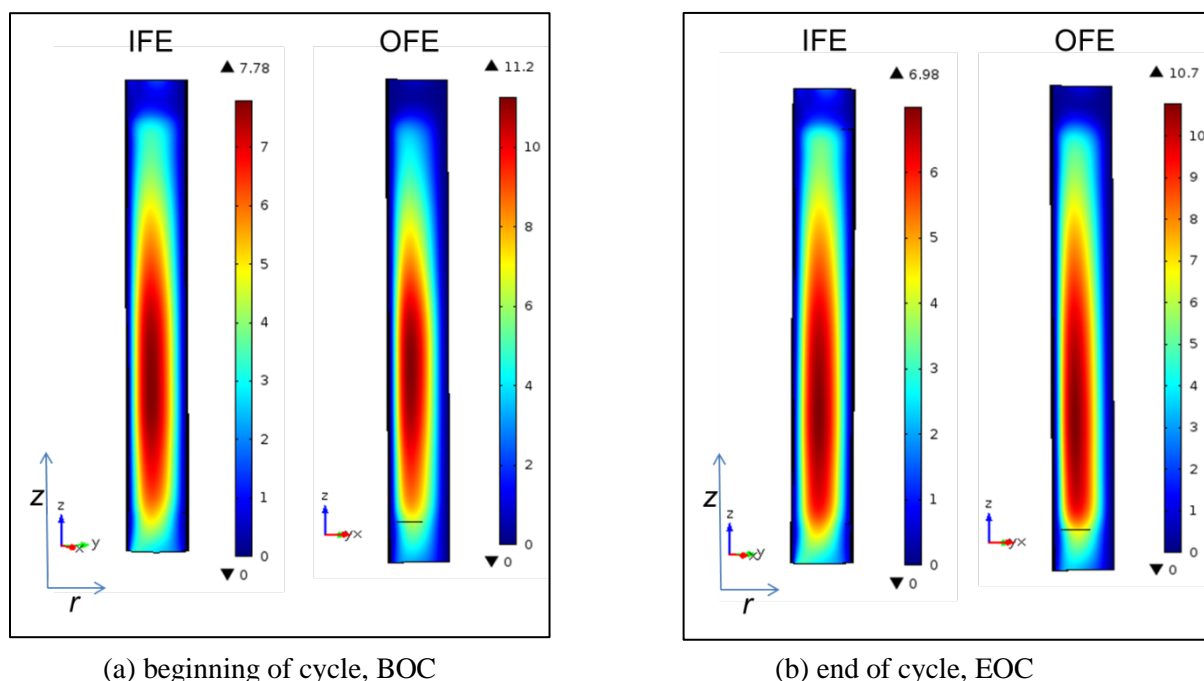 IFE
OFE
▲ 7.78
7
6
5
4
3
2
1
0
▼ 0
▲ 11.2
10
8
6
4
2
0
▼ 0
z
r
z
y
x
z
y
x
(a) beginning of cycle, BOC
IFE
OFE
▲ 6.98
6
5
4
3
2
1
0
▼ 0
▲ 10.7
10
9
8
7
6
5
4
3
2
1
0
▼ 0
z
r
z
y
x
z
y
x
(b) end of cycle, EOC